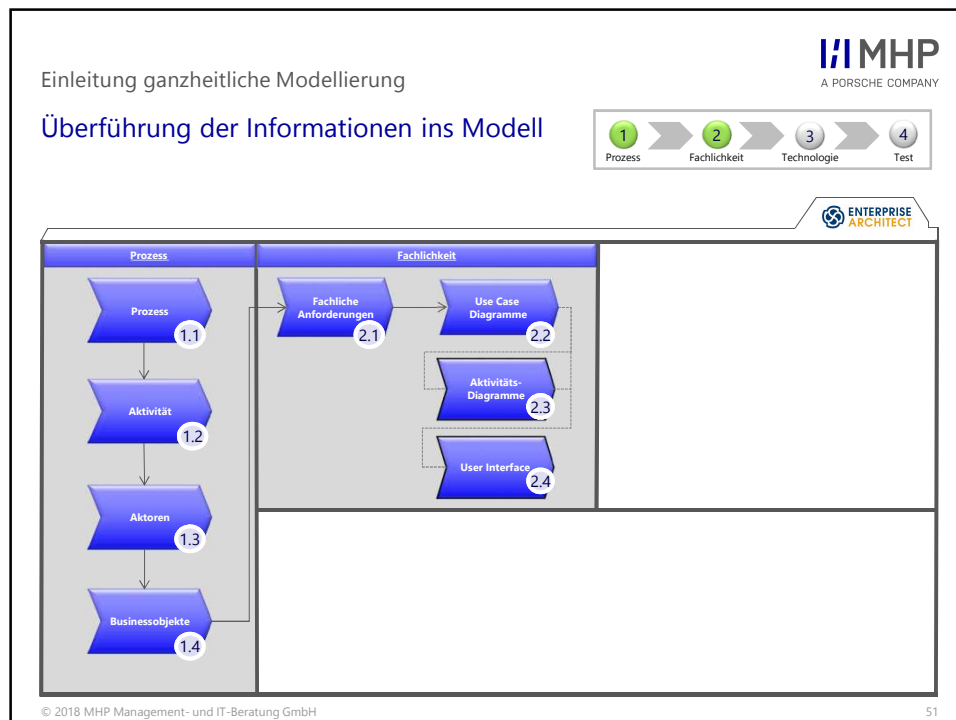 MHP
A PORSCHE COMPANY
Einleitung ganzheitliche Modellierung
Überführung der Informationen ins Modell
1
2
3
4
Prozess
Fachlichkeit
Technologie
Test
ENTERPRISE
ARCHITECT
Prozess
Fachlichkeit
Prozess
1.1
Aktivität
1.2
Aktoren
1.3
Businessobjekte
1.4
Fachliche
Anforderungen
2.1
Use Case
Diagramme
2.2
Aktivitäts-
Diagramme
2.3
User Interface
2.4
© 2018 MHP Management- und IT-Beratung GmbH
51